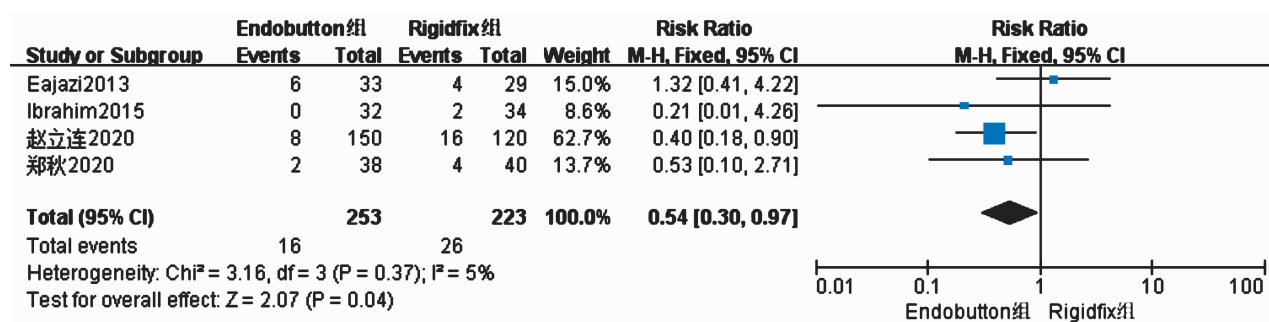 Endobutton组 Rigidfix组 Risk Ratio Risk Ratio
Study or Subgroup Events Total Events Total Weight M-H, Fixed, 95% CI M-H, Fixed, 95% CI
Eajazi2013 6 33 4 29 15.0% 1.32 [0.41, 4.22]
Ibrahim2015 0 32 2 34 8.6% 0.21 [0.01, 4.26]
赵立连2020 8 150 16 120 62.7% 0.40 [0.18, 0.90]
郑秋2020 2 38 4 40 13.7% 0.53 [0.10, 2.71]
Total (95% CI) 253 223 100.0% 0.54 [0.30, 0.97]
Total events 16 26
Heterogeneity: Chi² = 3.16, df = 3 (P = 0.37); I² = 5%
Test for overall effect: Z = 2.07 (P = 0.04)
0.01 0.1 1 10 100
Endobutton组 Rigidfix组